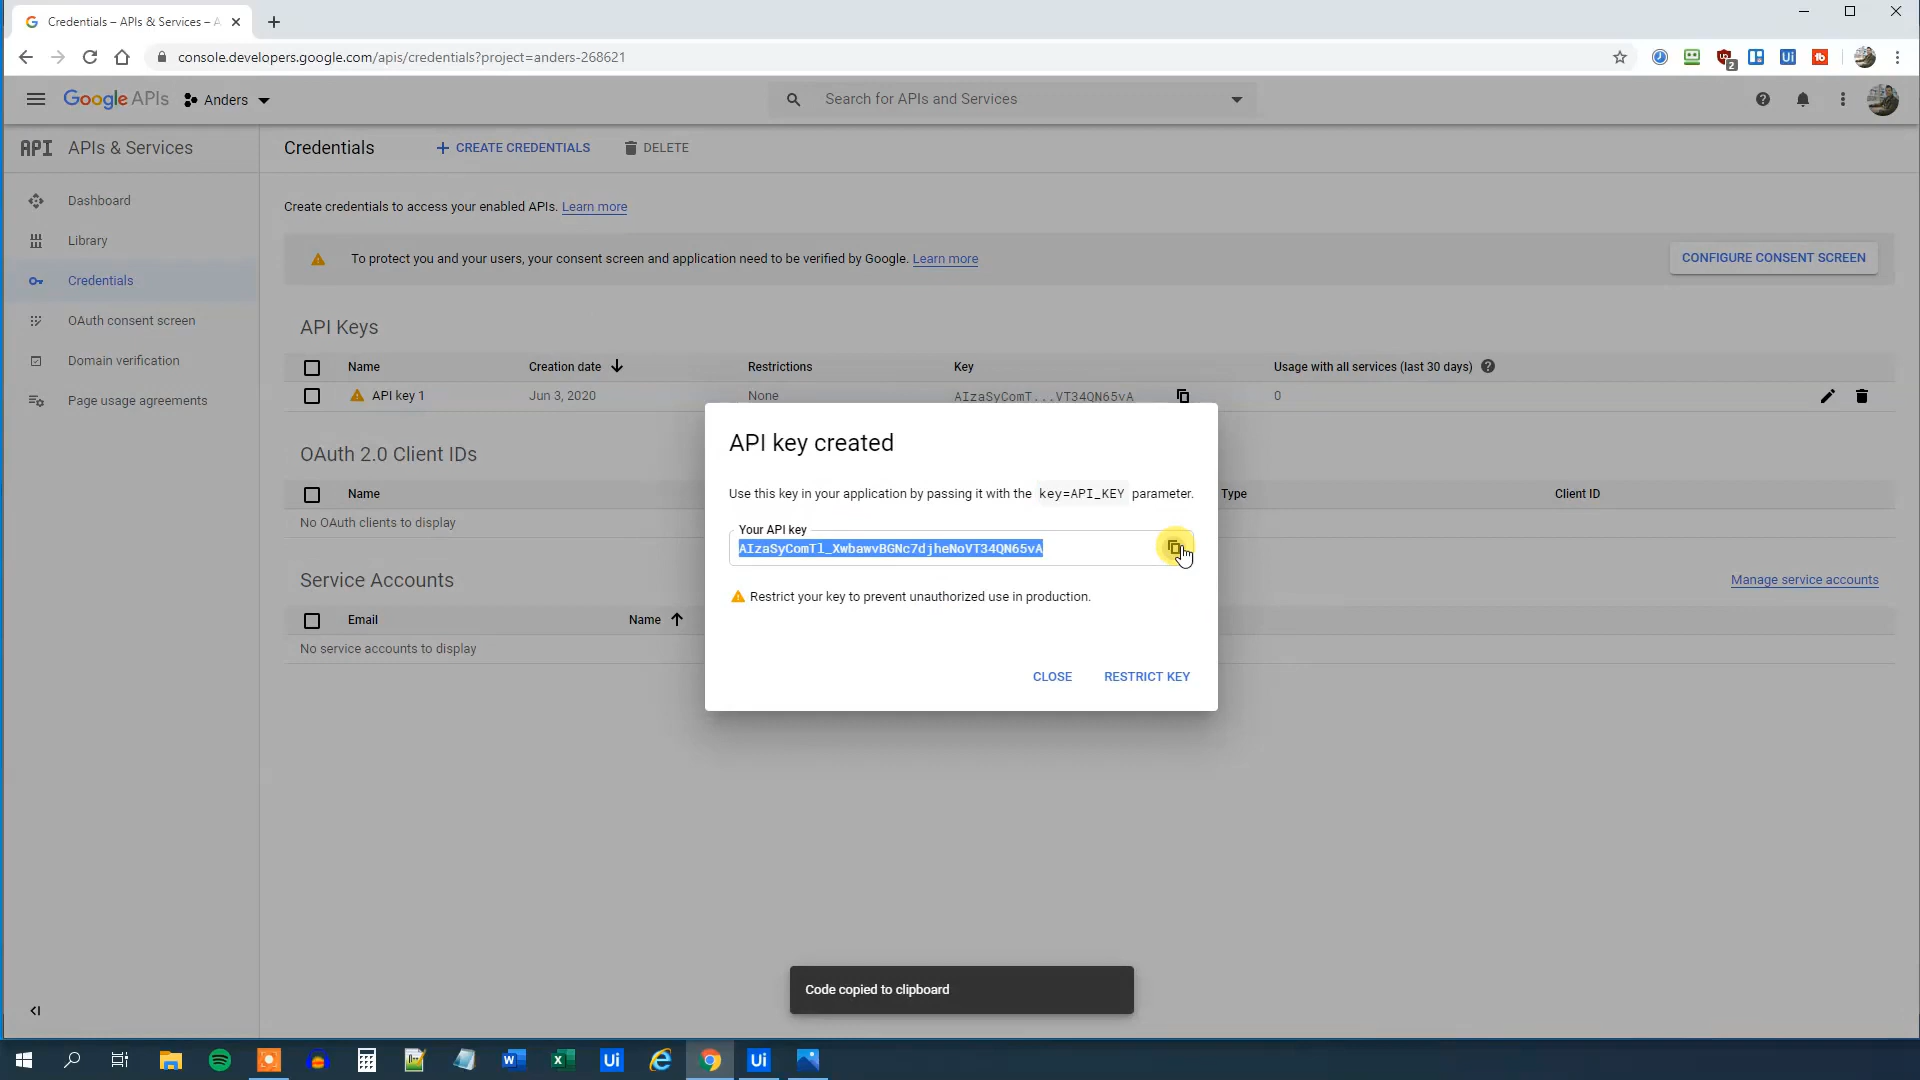 Credentials – APIs & Services – A
console.developers.google.com/apis/credentials?project=anders-268621
2
Ui
Google APIs
Anders
Search for APIs and Services
API APIs & Services
Credentials
CREATE CREDENTIALS
DELETE
Dashboard
Library
Credentials
OAuth consent screen
Domain verification
Page usage agreements
Create credentials to access your enabled APIs. Learn more
To protect you and your users, your consent screen and application need to be verified by Google. Learn more
CONFIGURE CONSENT SCREEN
API Keys
Name
Creation date
Restrictions
Key
Usage with all services (last 30 days)
API key 1
Jun 3, 2020
None
AIzaSyComT...VT34QN65vA
0
OAuth 2.0 Client IDs
Name
Type
Client ID
No OAuth clients to display
Service Accounts
Manage service accounts
Email
Name
No service accounts to display
API key created
Use this key in your application by passing it with the key=API_KEY parameter.
Your API key
AIzaSyComTl_XwbawvBGNc7djheNoVT34QN65vA
Restrict your key to prevent unauthorized use in production.
CLOSE
RESTRICT KEY
Code copied to clipboard
Ui
Ui